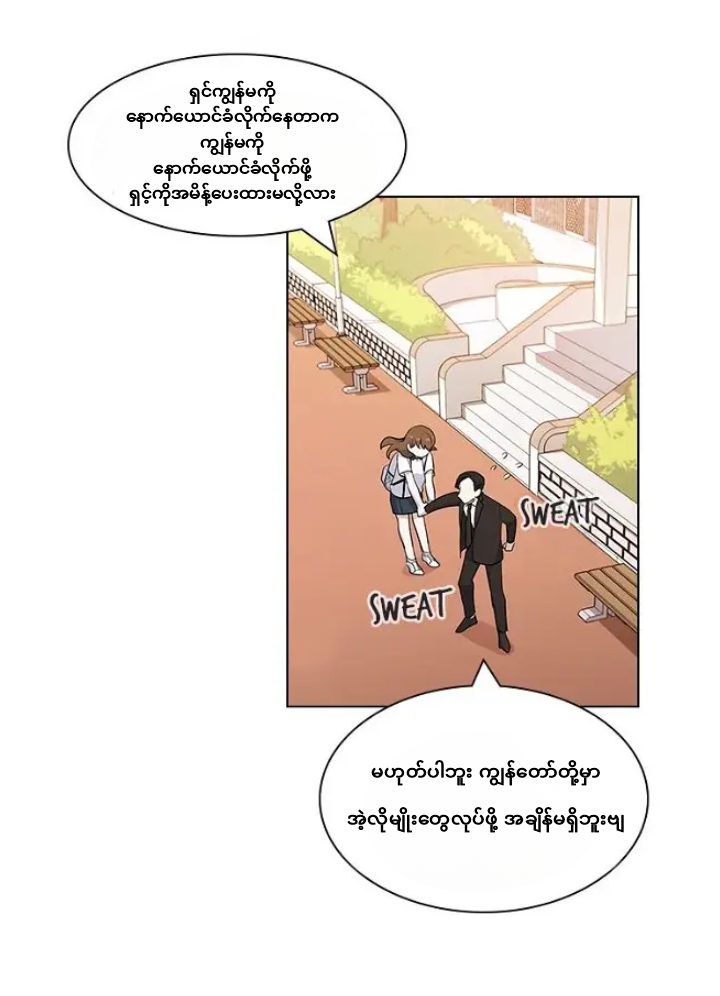 ရှင်ကျွန်မကို
နောက်ယောင်ခံလိုက်နေတာက
ကျွန်မကို
နောက်ယောင်ခံလိုက်ဖို့
ရှင့်ကိုအမိန့်ပေးထားမလို့လား
SWEAT
SWEAT
မဟုတ်ပါဘူး ကျွန်တော်တို့မှာ
အဲ့လိုမျိုးတွေလုပ်ဖို့ အချိန်မရှိဘူးဗျ